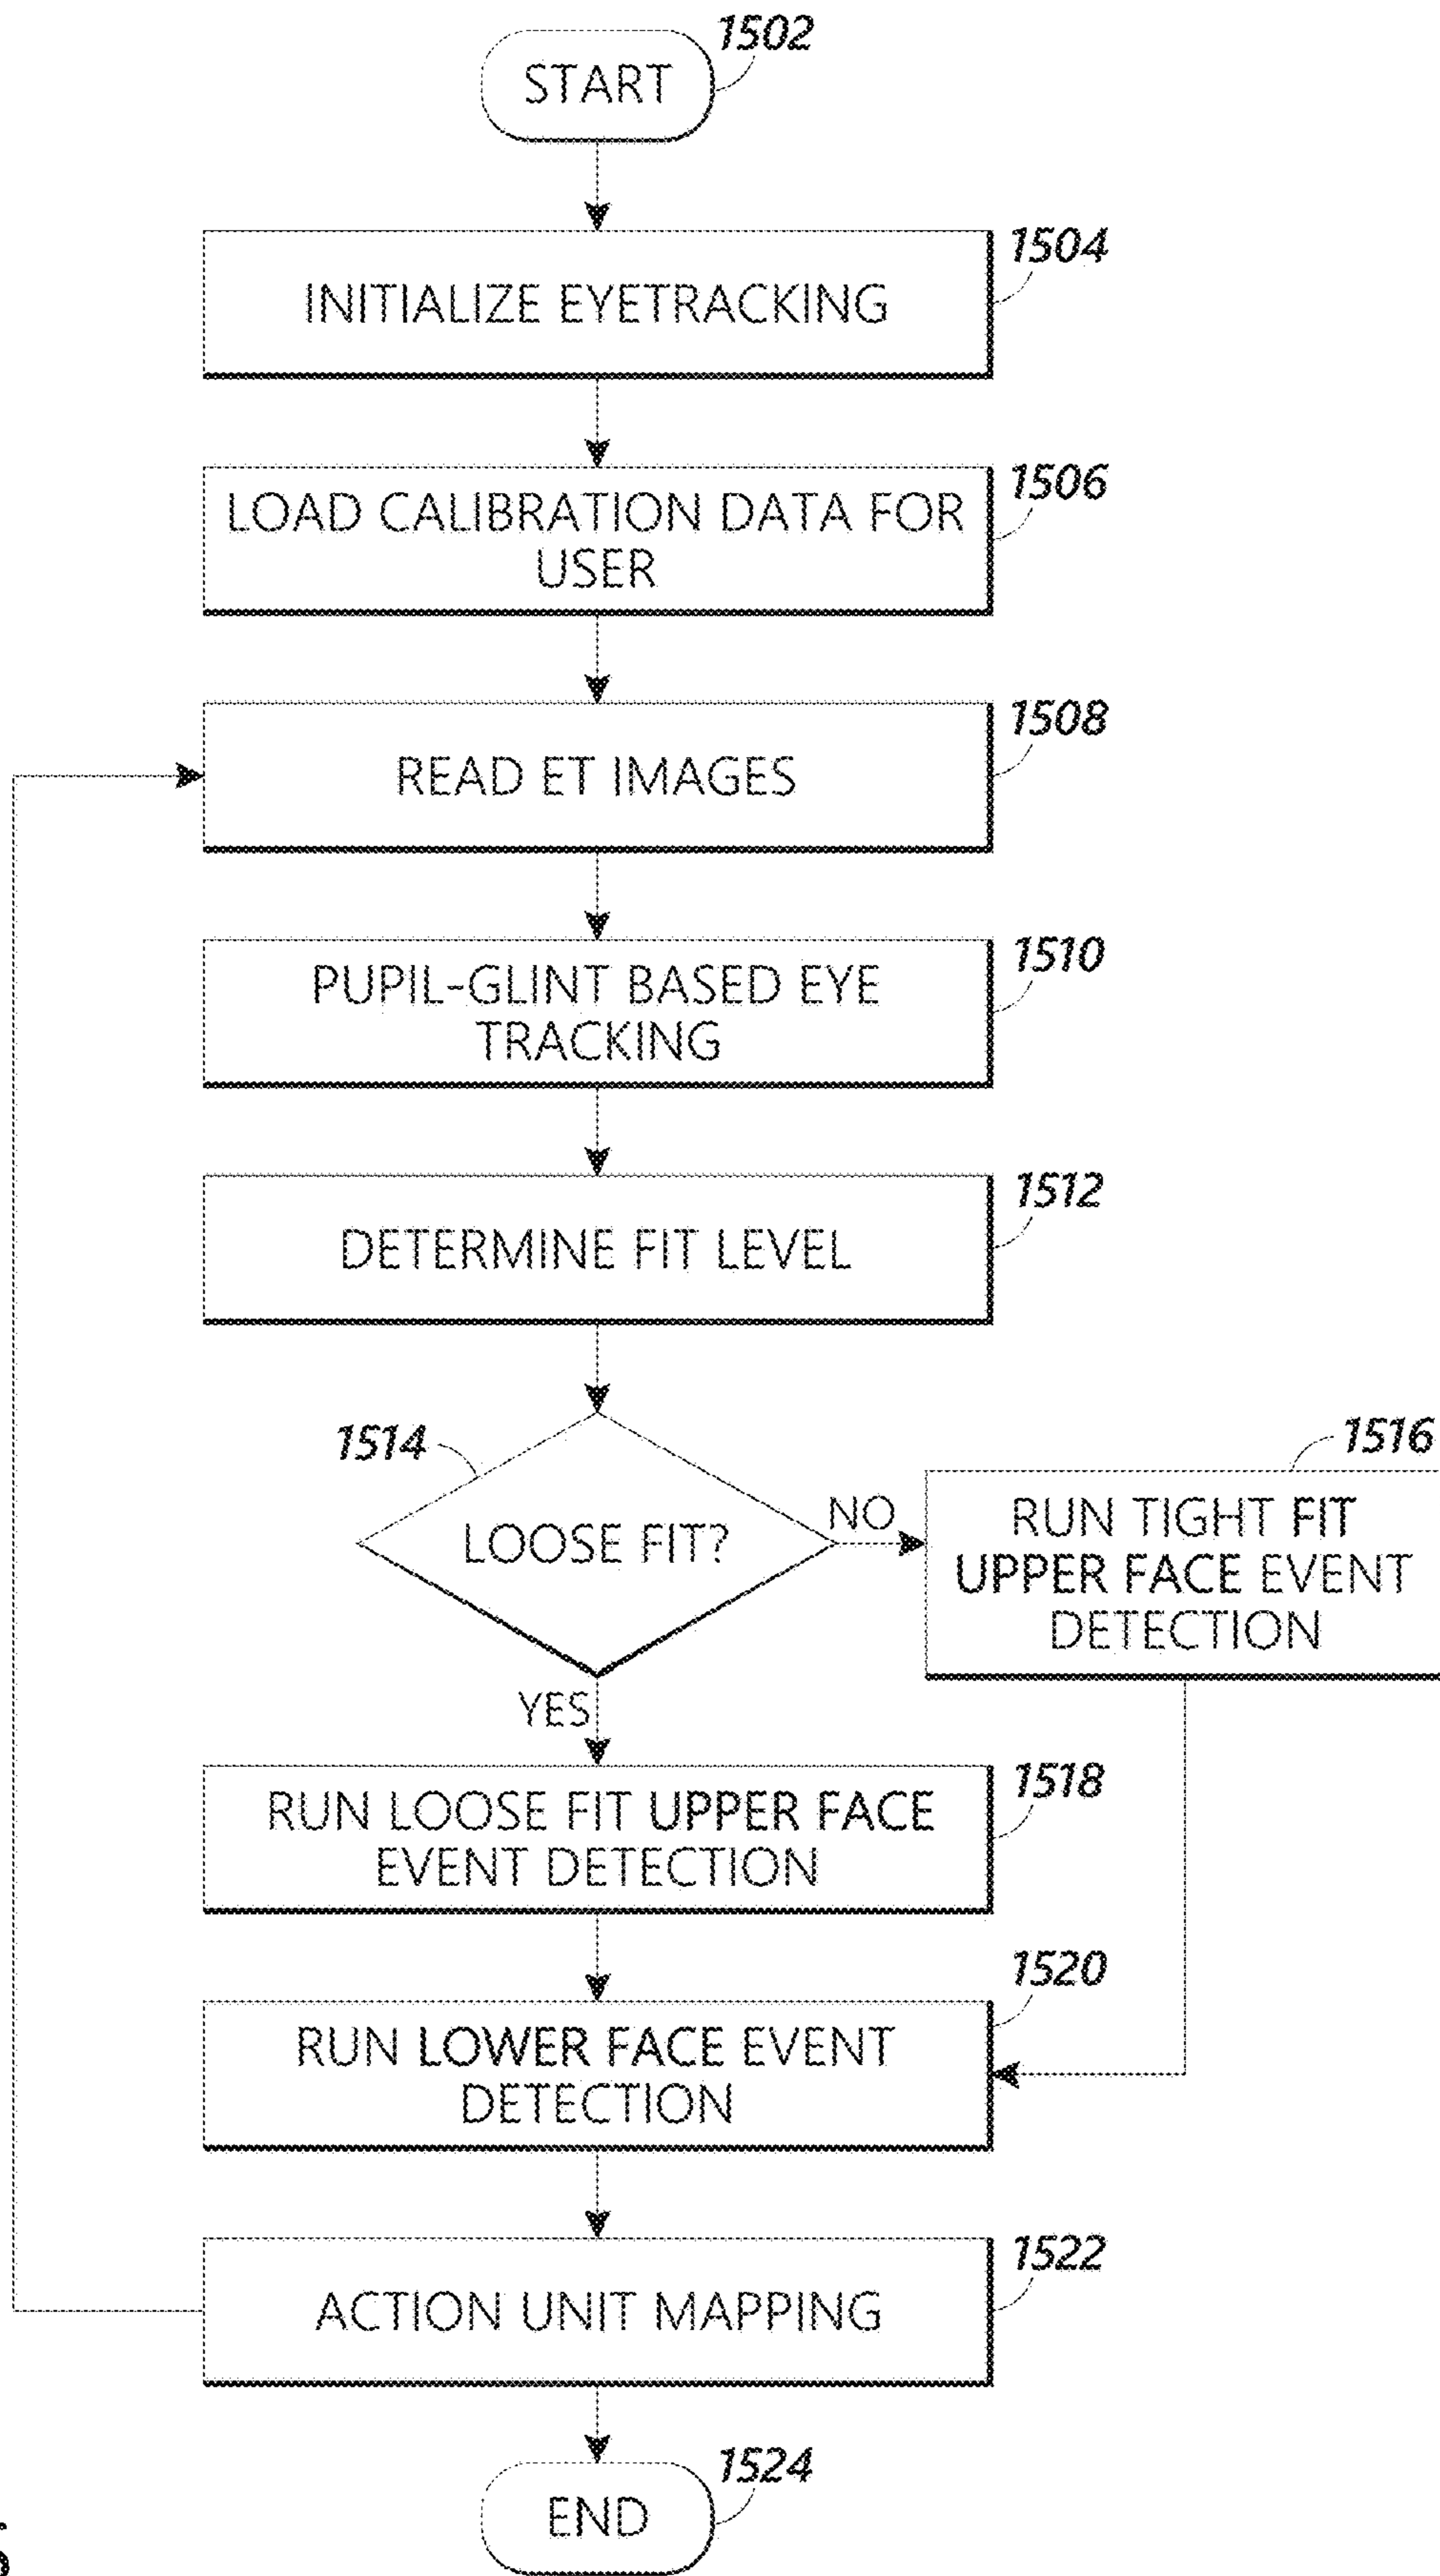 1502
START
1504
INITIALIZE EYETRACKING
1506
LOAD CALIBRATION DATA FOR
USER
1508
READ ET IMAGES
1510
PUPIL-GLINT BASED EYE
TRACKING
1512
DETERMINE FIT LEVEL
1514
LOOSE FIT?
NO
1516
RUN TIGHT FIT
UPPER FACE EVENT
DETECTION
YES
1518
RUN LOOSE FIT UPPER FACE
EVENT DETECTION
1520
RUN LOWER FACE EVENT
DETECTION
1522
ACTION UNIT MAPPING
1524
END